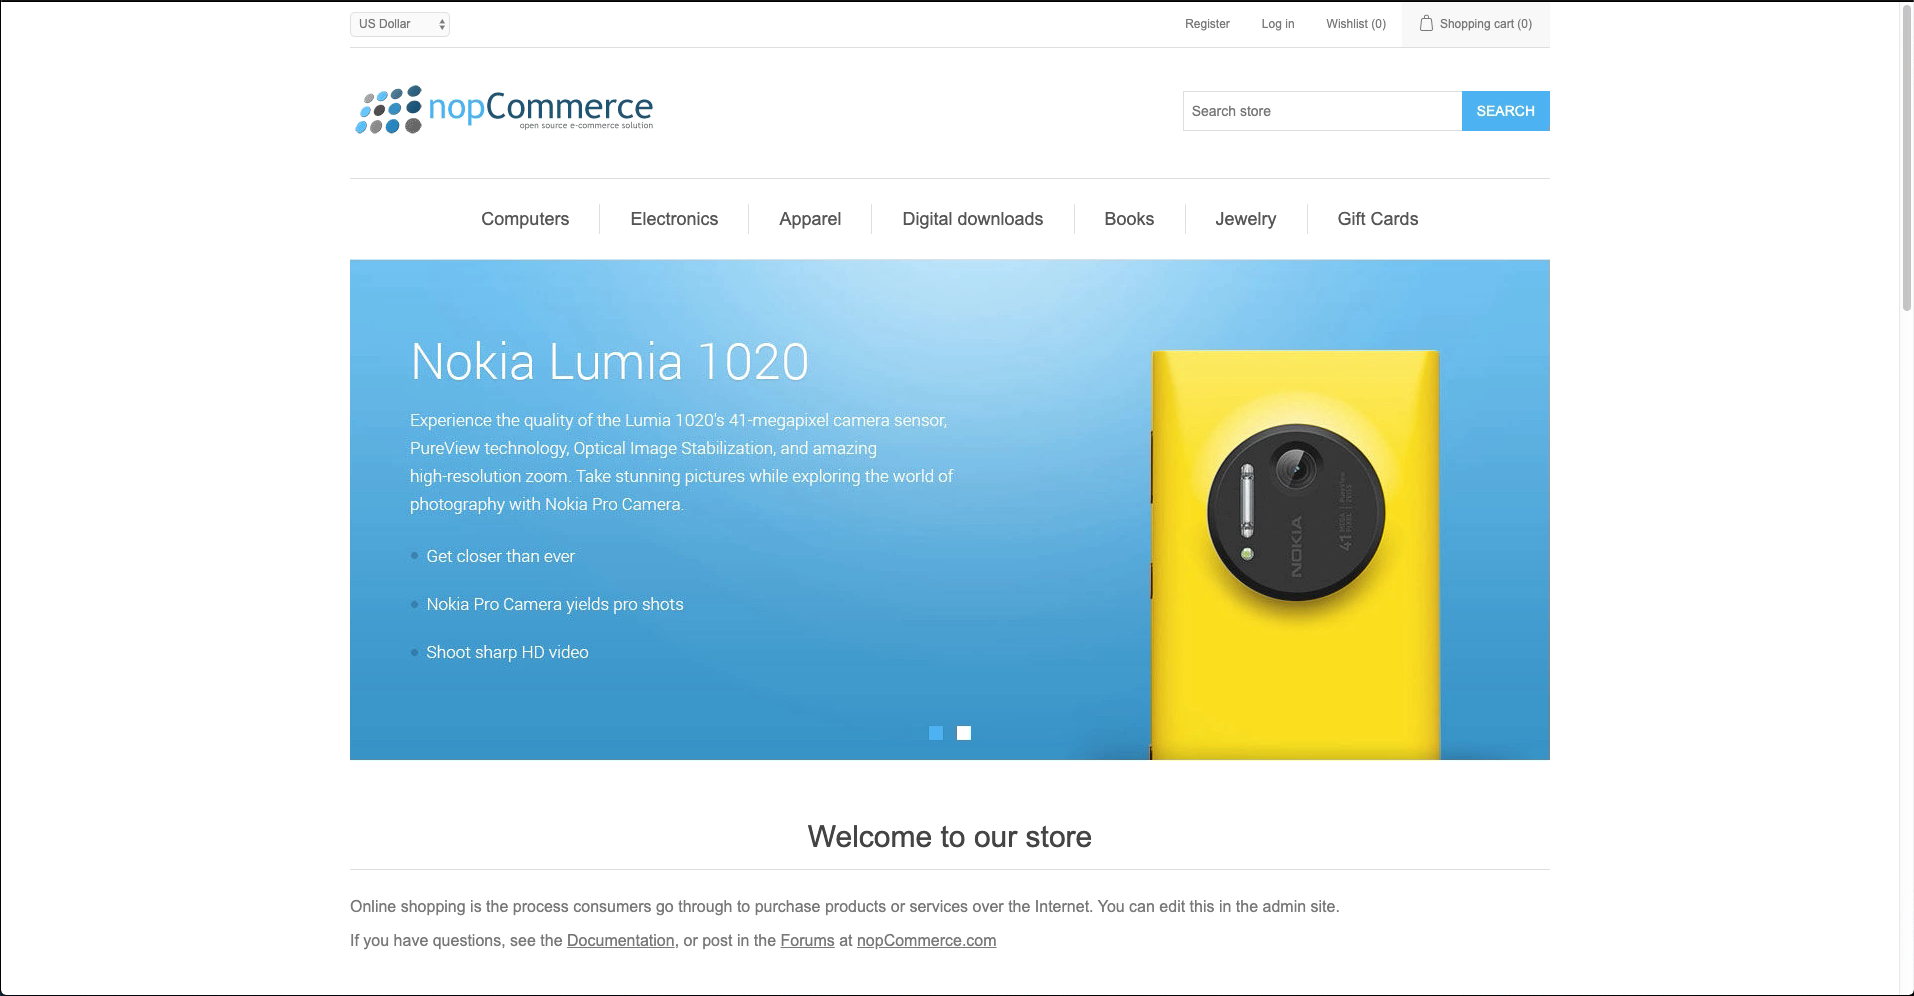 US Dollar
Register
Log in
Wishlist (0)
Shopping cart (0)
nopCommerce
open source e-commerce solution
Search store
SEARCH
Computers
Electronics
Apparel
Digital downloads
Books
Jewelry
Gift Cards
Nokia Lumia 1020
Experience the quality of the Lumia 1020's 41-megapixel camera sensor,
PureView technology, Optical Image Stabilization, and amazing
high-resolution zoom. Take stunning pictures while exploring the world of
photography with Nokia Pro Camera.
Get closer than ever
Nokia Pro Camera yields pro shots
Shoot sharp HD video
NOKIA
41
MEGA
PIXEL
Welcome to our store
Online shopping is the process consumers go through to purchase products or services over the Internet. You can edit this in the admin site.
If you have questions, see the Documentation, or post in the Forums at nopCommerce.com